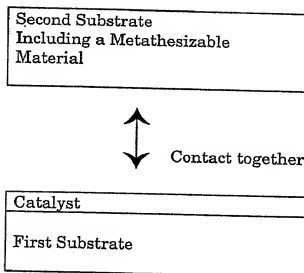 Second Substrate
Including a Metathesizable
Material
Contact together
Catalyst
First Substrate